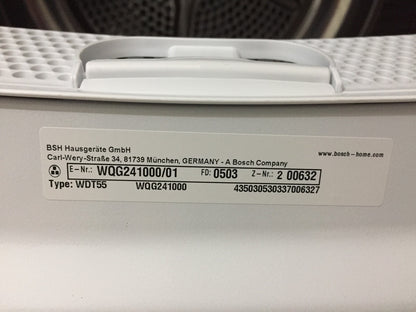 BSH Hausgeräte GmbH
Carl-Wery-Straße 34, 81739 München, GERMANY - A Bosch Company
www.bosch-home.com
E-Nr.: WQG241000/01 FD: 0503 Z-Nr.: 2 00632
Type: WDT55 WQG241000 435030530337006327